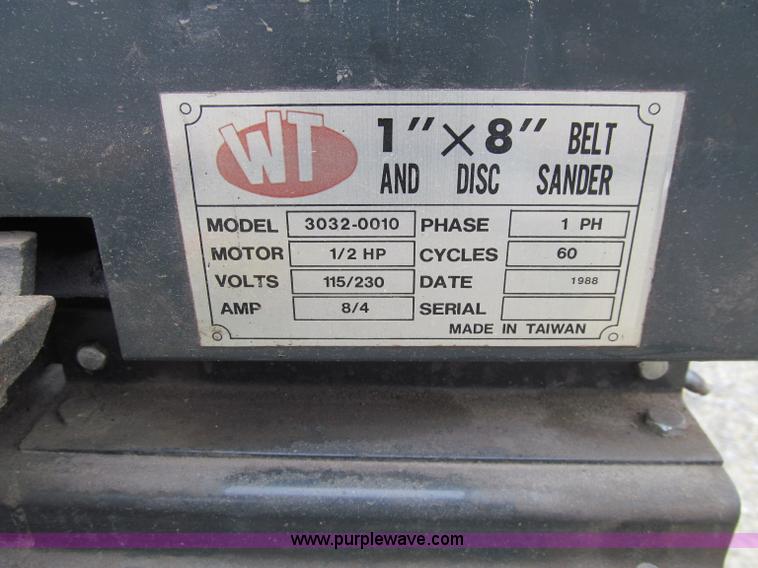 WT 1" × 8" BELT
AND DISC SANDER
MODEL 3032-0010 PHASE 1 PH
MOTOR 1/2 HP CYCLES 60
VOLTS 115/230 DATE 1988
AMP 8/4 SERIAL
MADE IN TAIWAN
www.purplewave.com